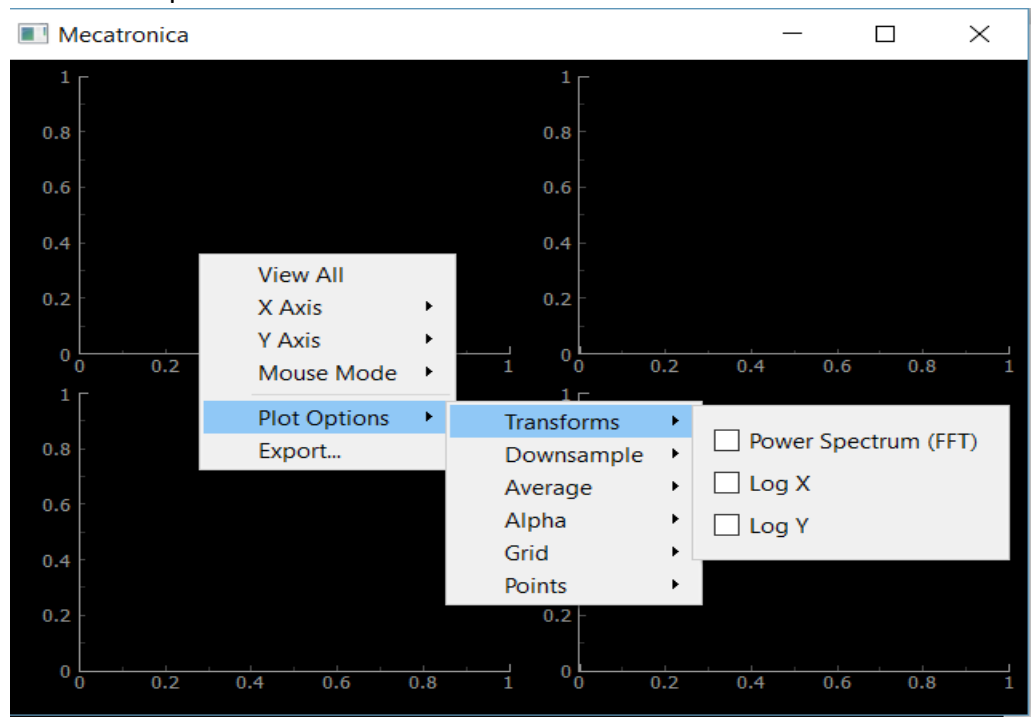 Mecatronica
1
0.8
0.6
0.4
0.2
0
0 0.2 1
1
0.8
0.6
0.4
0.2
0
0 0.2 0.4 0.6 0.8 1
View All
X Axis
Y Axis
Mouse Mode
Plot Options
Export...
Transforms
Downsample
Average
Alpha
Grid
Points
Power Spectrum (FFT)
Log X
Log Y
1
0.8
0.6
0.4
0.2
0
0 0.2 0.4 0.6 0.8 1
1
0.2
0
0 0.2 0.4 0.6 0.8 1